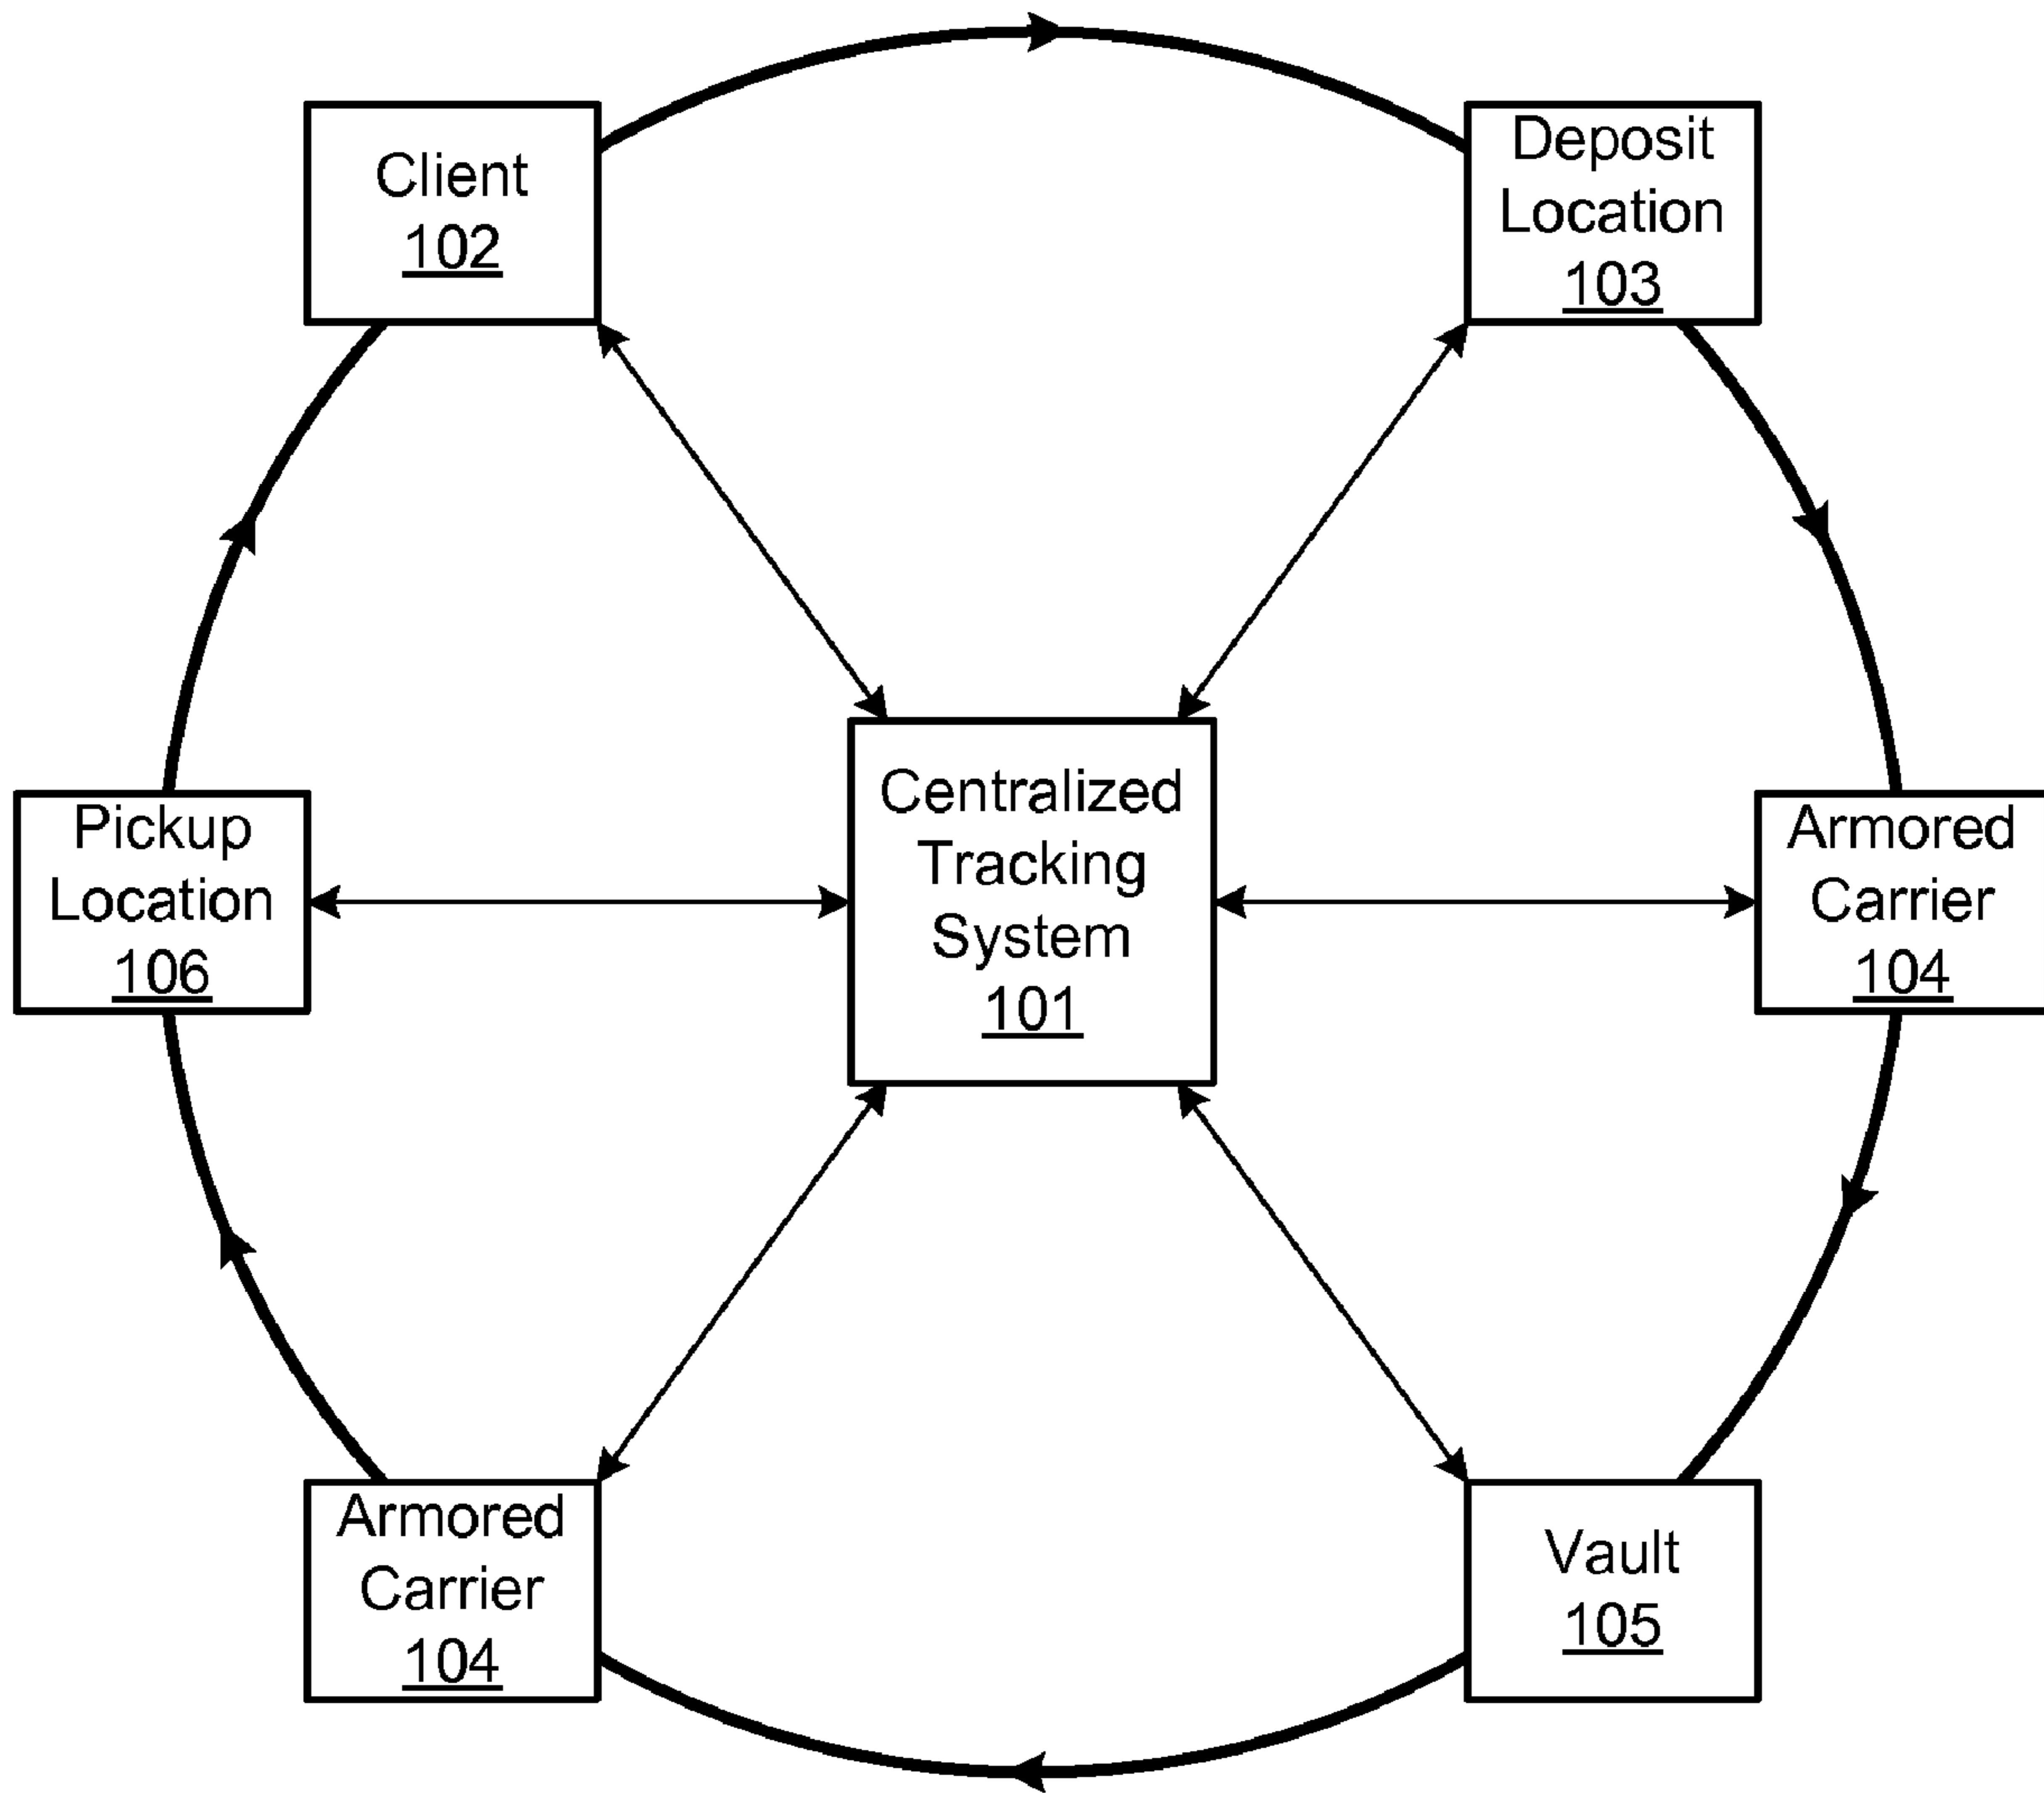 Client
102
Deposit
Location
103
Centralized
Tracking
System
101
Pickup
Location
106
Armored
Carrier
104
Armored
Carrier
104
Vault
105